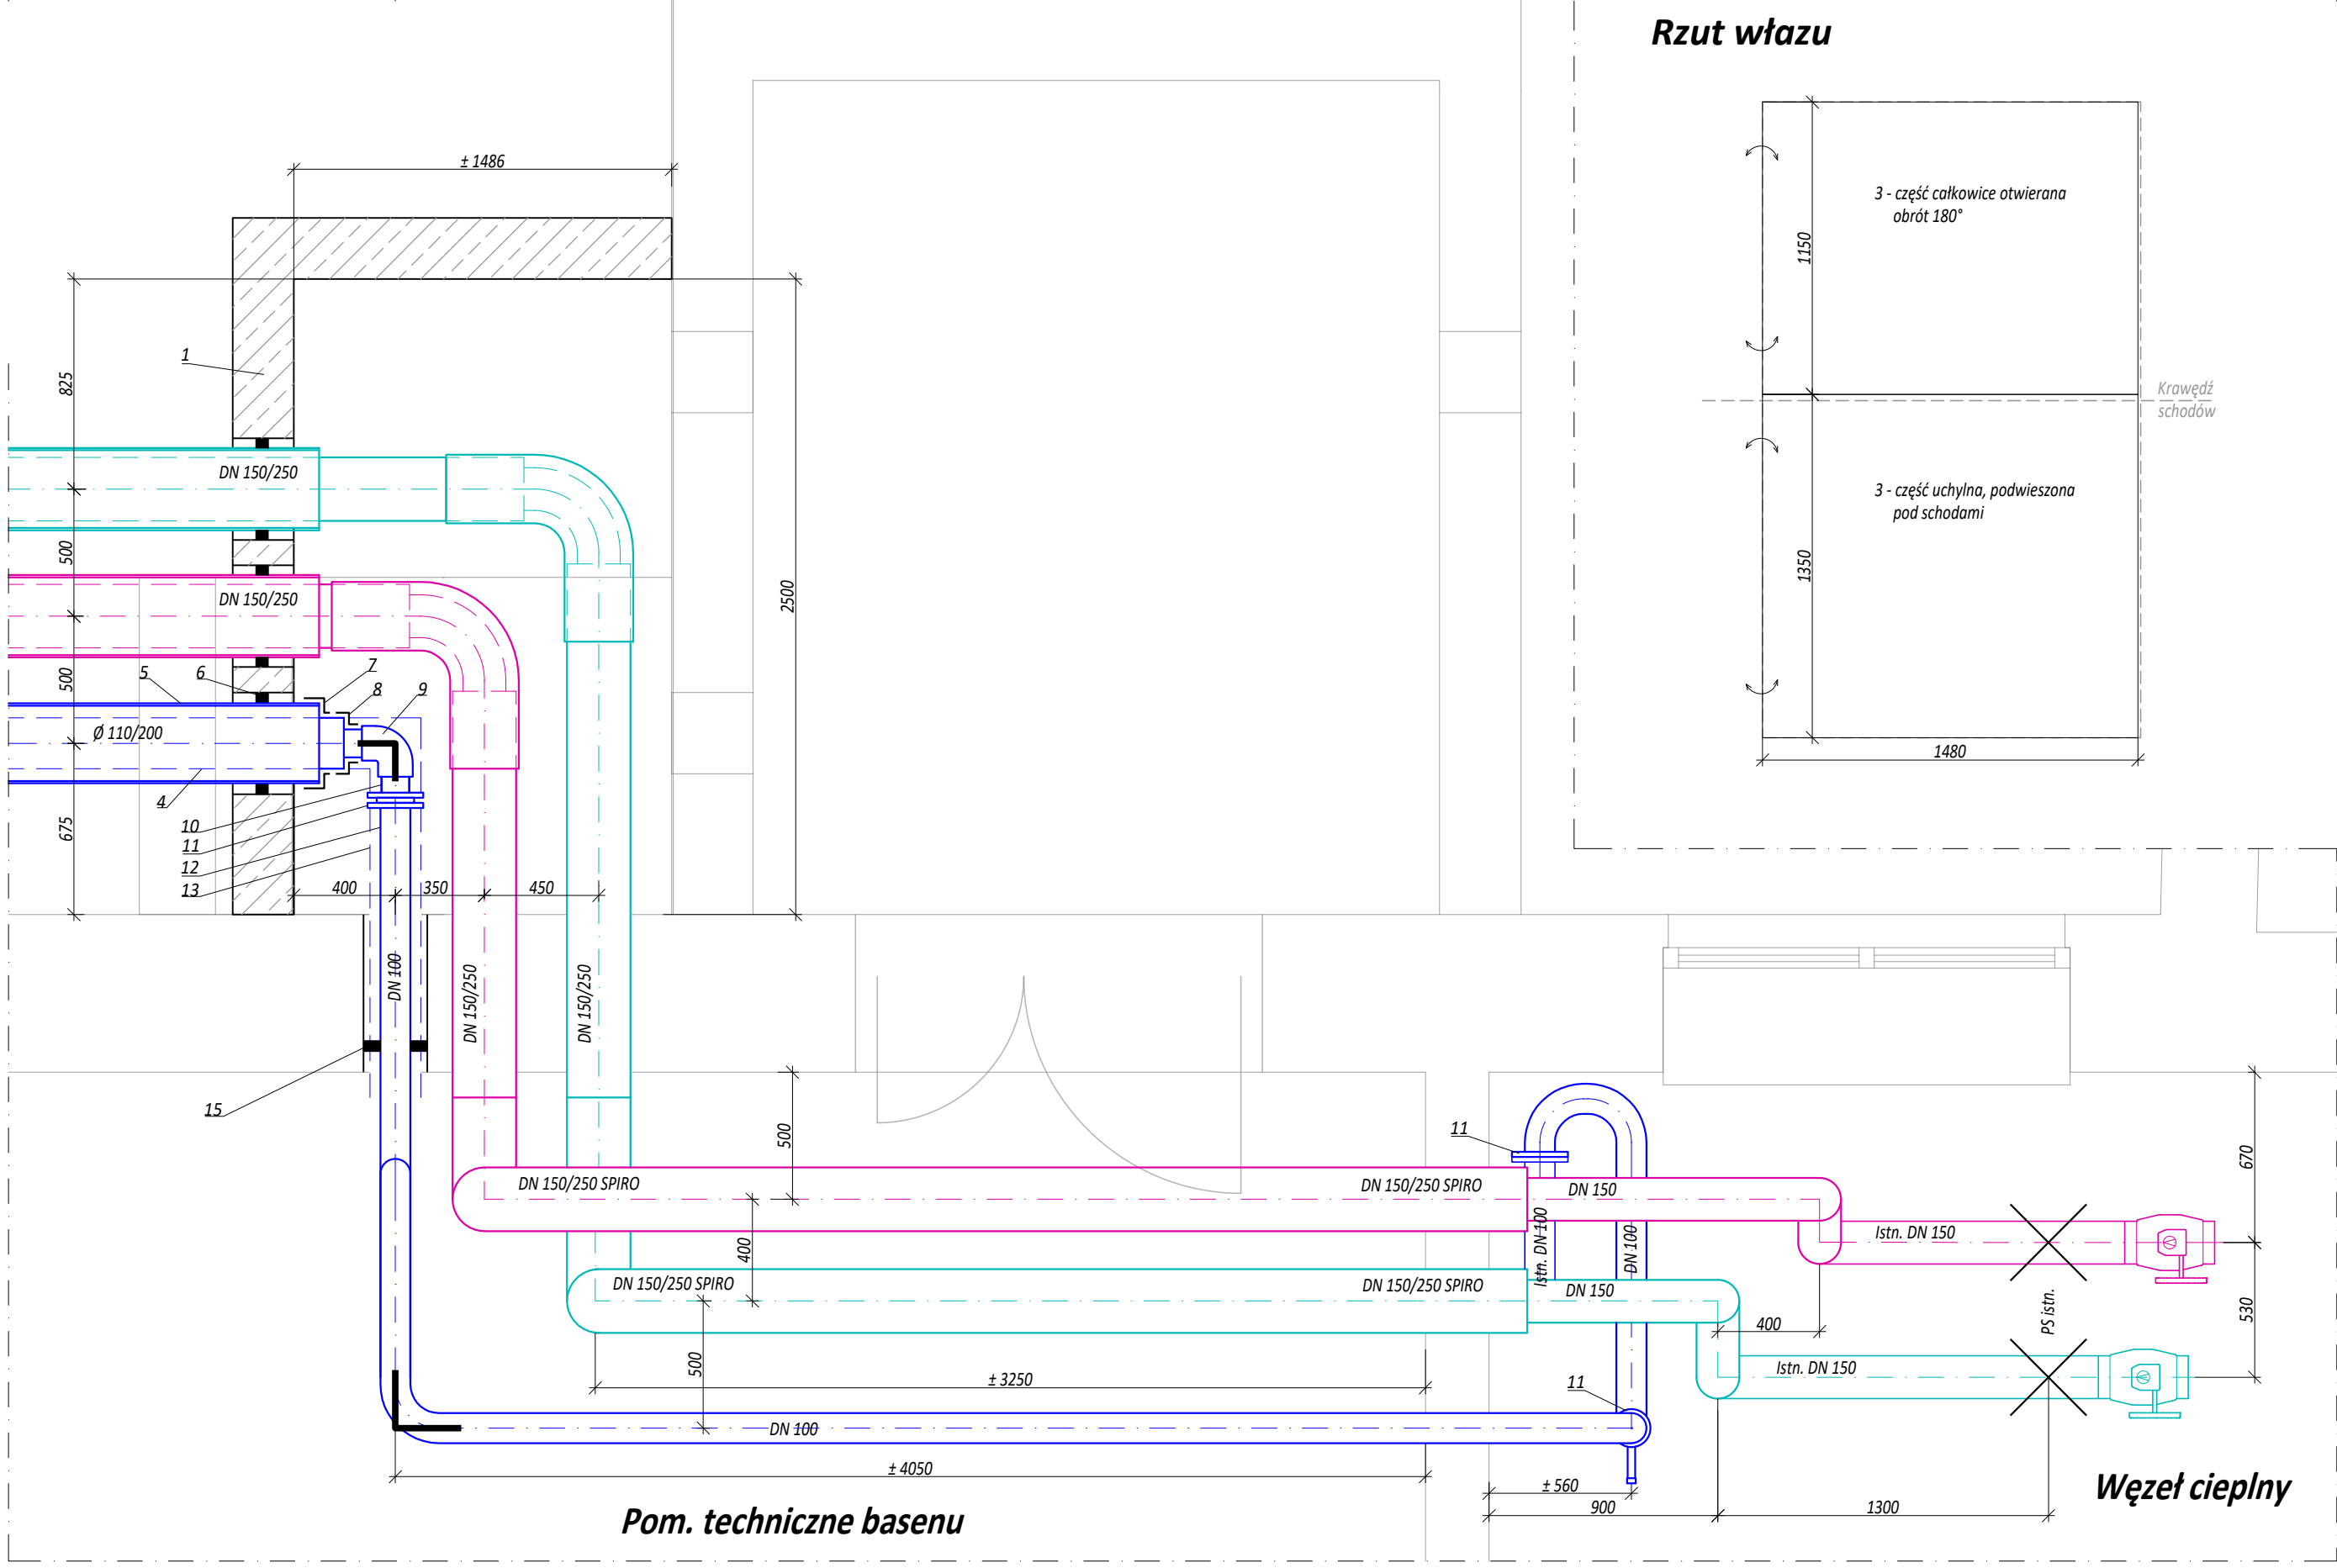 Rzut włazu
± 1486
3 - część całkowice otwierana
obrót 180°
1150
1
825
Krawędź
schodów
DN 150/250
3 - część uchylna, podwieszona
pod schodami
500
1350
2500
DN 150/250
5
6
7
8
9
500
Ø 110/200
1480
4
675
10
11
12
13
400
350
450
DN 100
DN 150/250
DN 150/250
15
500
11
670
DN 150/250 SPIRO
DN 150/250 SPIRO
DN 150
Istn. DN 100
DN 100
Istn. DN 150
400
DN 150/250 SPIRO
DN 150/250 SPIRO
DN 150
PS istn.
530
400
500
± 3250
11
Istn. DN 150
DN 100
± 4050
± 560
900
1300
Węzeł cieplny
Pom. techniczne basenu